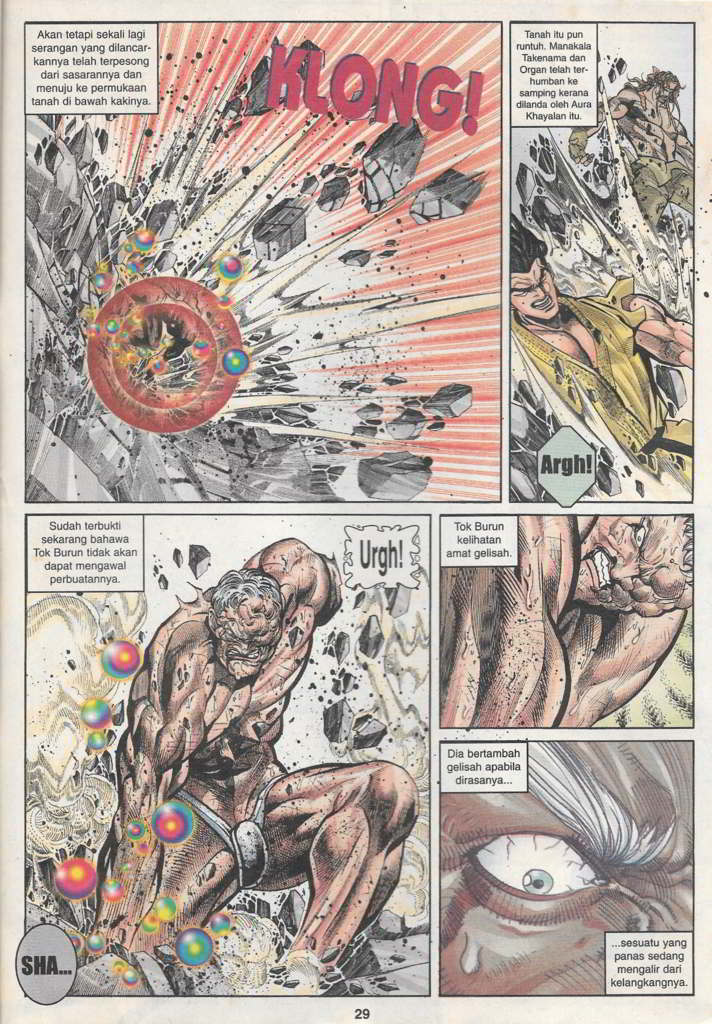 Akan tetapi sekali lagi
serangan yang dilancar-
kannya telah terpesong
dari sasarannya dan
menuju ke permukaan
tanah di bawah kakinya.
KLONG!
Tanah itu pun
runtuh. Manakala
Takenama dan
Organ telah ter-
humban ke
samping kerana
dilanda oleh Aura
Khayalan itu.
Argh!
Sudah terbukti
sekarang bahawa
Tok Burun tidak akan
dapat mengawal
perbuatannya.
Urgh!
SHA...
Tok Burun
kelihatan
amat gelisah.
Dia bertambah
gelisah apabila
dirasanya...
...sesuatu yang
panas sedang
mengalir dari
kelangkangnya.
29